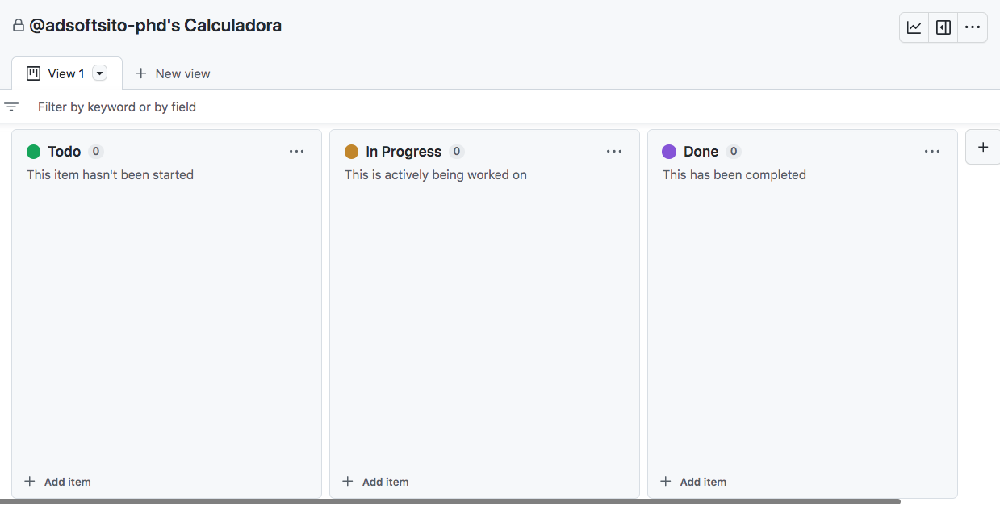 @adsoftsito-phd's Calculadora
View 1
New view
Filter by keyword or by field
Todo 0
This item hasn't been started
Add item
In Progress 0
This is actively being worked on
Add item
Done 0
This has been completed
Add item